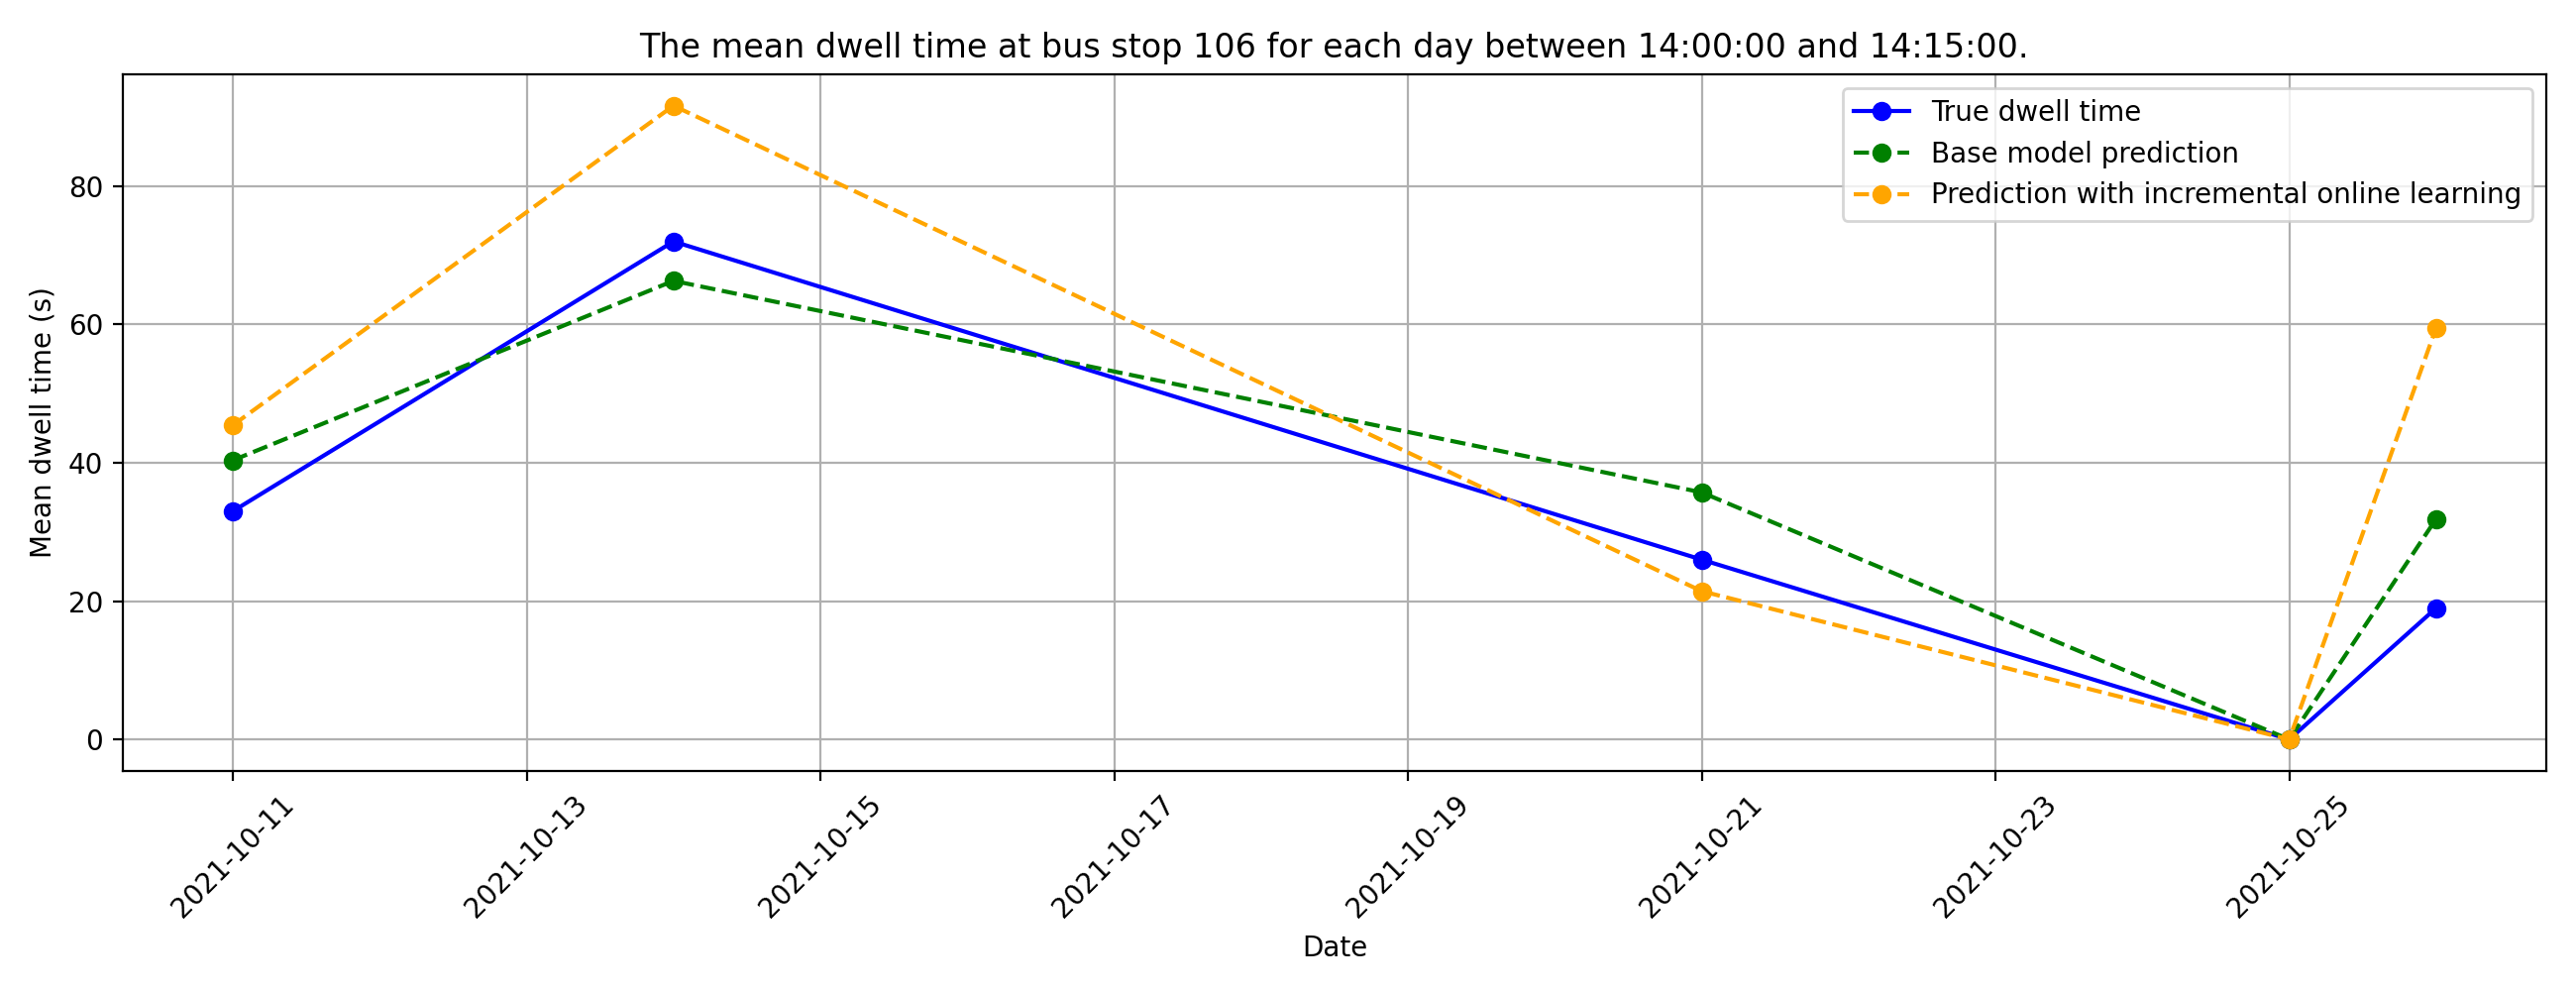 The mean dwell time at bus stop 106 for each day between 14:00:00 and 14:15:00.
True dwell time
Base model prediction
Prediction with incremental online learning
Mean dwell time (s)
80
60
40
20
0
2021-10-11
2021-10-13
2021-10-15
2021-10-17
2021-10-19
2021-10-21
2021-10-23
2021-10-25
Date